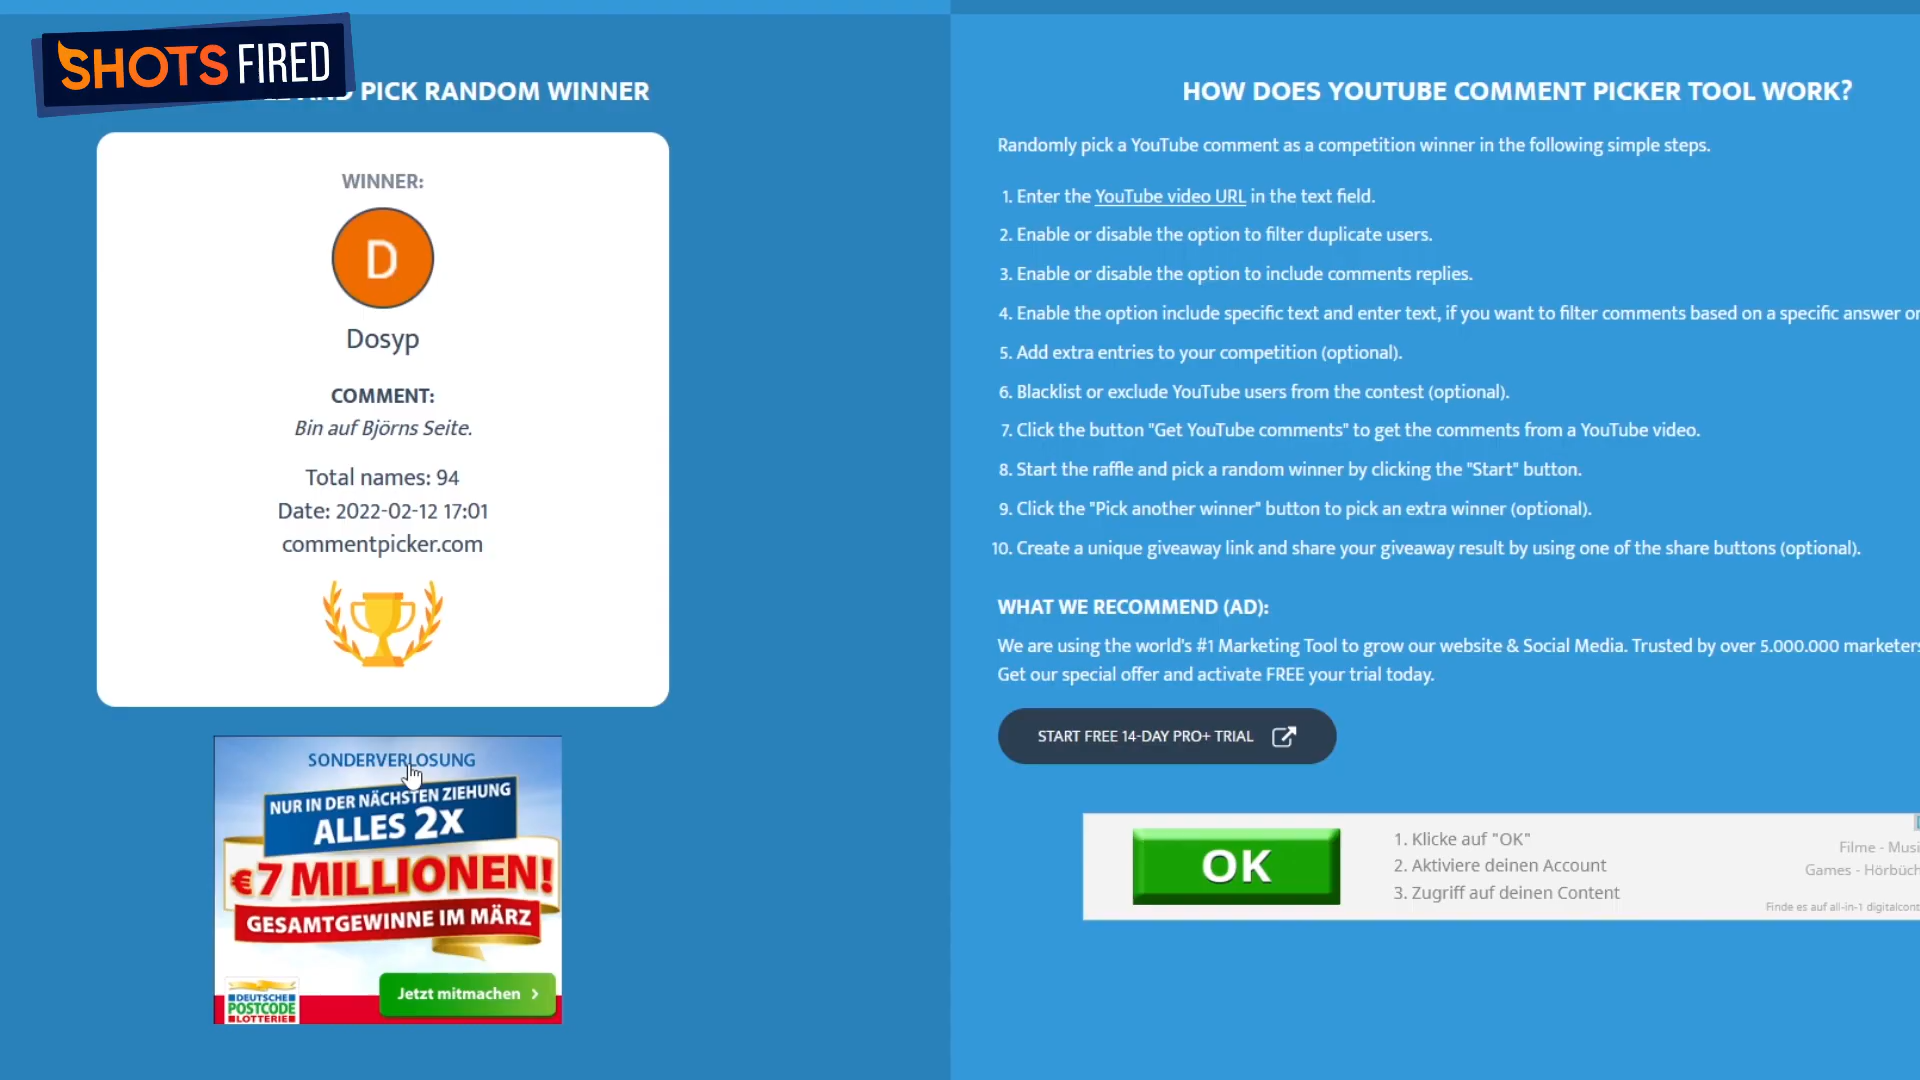 SHOTS FIRED
AND PICK RANDOM WINNER
WINNER:
D
Dosyp
COMMENT:
Bin auf Björns Seite.
Total names: 94
Date: 2022-02-12 17:01
commentpicker.com
SONDERVERLOSUNG
NUR IN DER NÄCHSTEN ZIEHUNG
ALLES 2X
€7 MILLIONEN!
GESAMTGEWINNE IM MÄRZ
DEUTSCHE
POSTCODE
LOTTERIE
Jetzt mitmachen >
HOW DOES YOUTUBE COMMENT PICKER TOOL WORK?
Randomly pick a YouTube comment as a competition winner in the following simple steps.
1. Enter the YouTube video URL in the text field.
2. Enable or disable the option to filter duplicate users.
3. Enable or disable the option to include comments replies.
4. Enable the option include specific text and enter text, if you want to filter comments based on a specific answer or
5. Add extra entries to your competition (optional).
6. Blacklist or exclude YouTube users from the contest (optional).
7. Click the button "Get YouTube comments" to get the comments from a YouTube video.
8. Start the raffle and pick a random winner by clicking the "Start" button.
9. Click the "Pick another winner" button to pick an extra winner (optional).
10. Create a unique giveaway link and share your giveaway result by using one of the share buttons (optional).
WHAT WE RECOMMEND (AD):
We are using the world's #1 Marketing Tool to grow our website & Social Media. Trusted by over 5.000.000 marketers
Get our special offer and activate FREE your trial today.
START FREE 14-DAY PRO+ TRIAL
OK
1. Klicke auf "OK"
2. Aktiviere deinen Account
3. Zugriff auf deinen Content
Filme - Musi
Games - Hörbüch
Finde es auf all-in-1 digitalcont